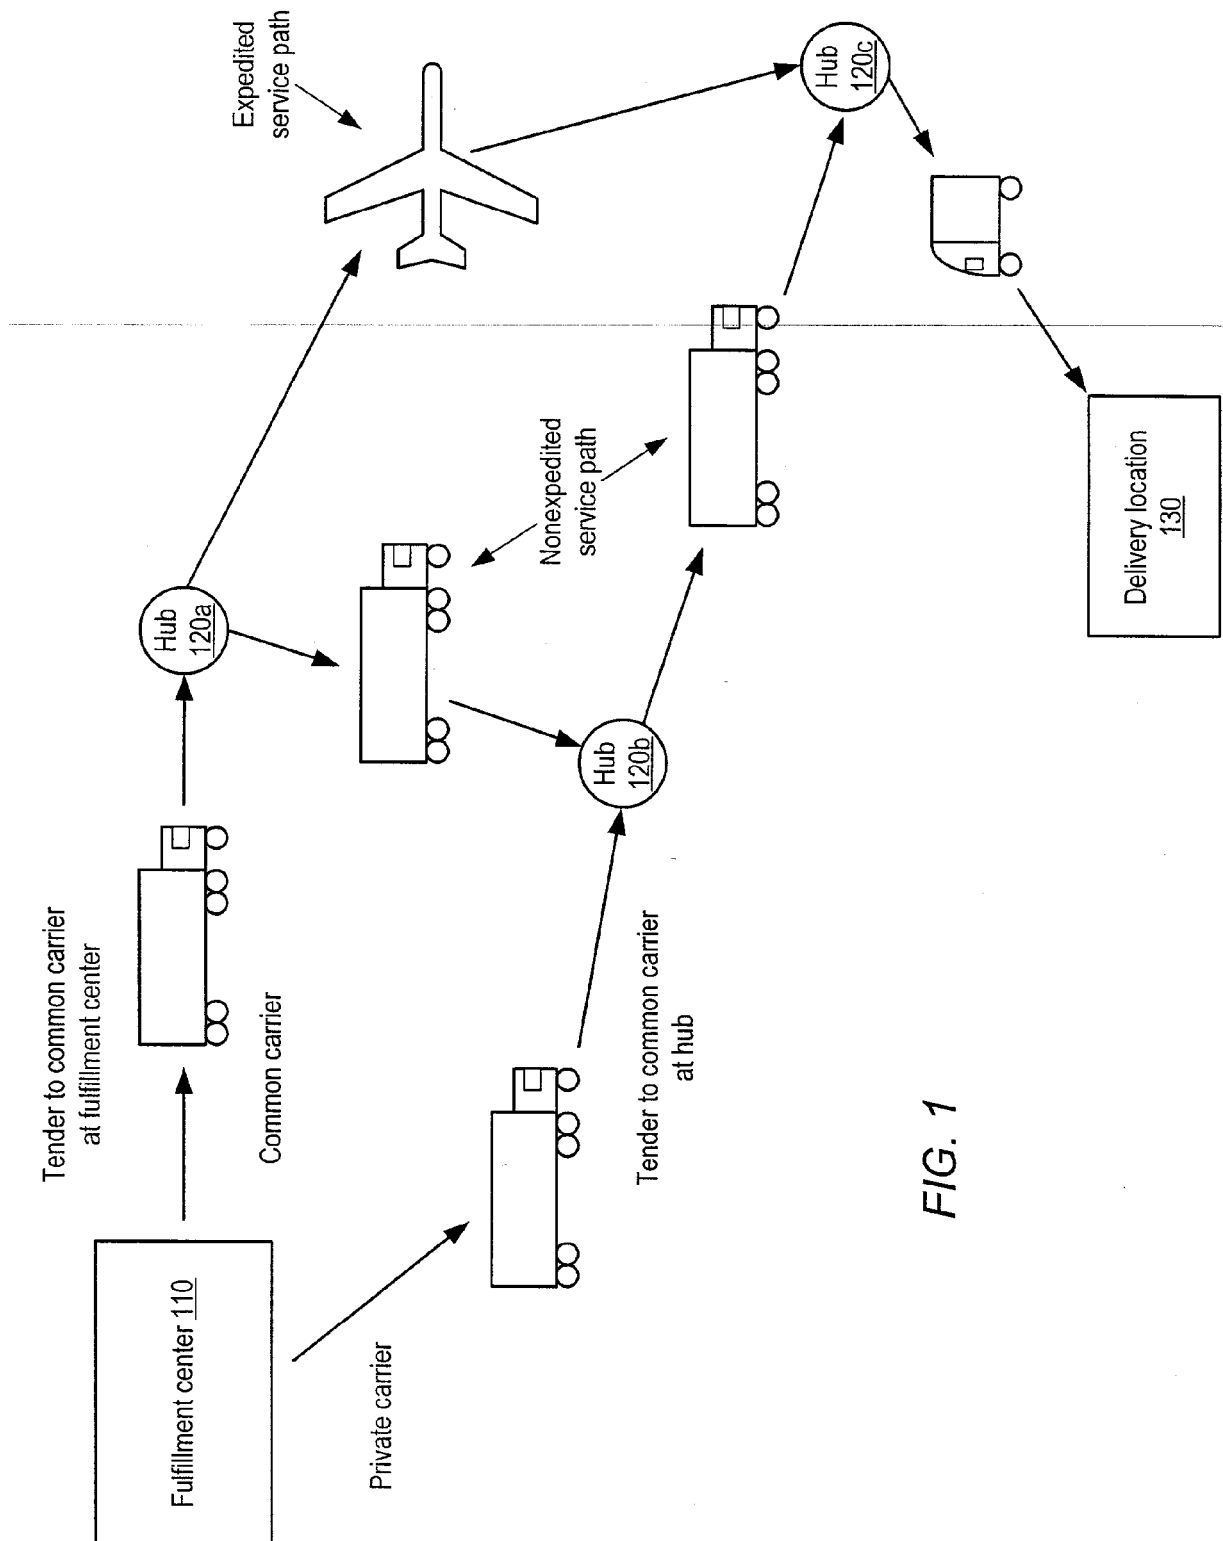 Tender to common carrier
at fulfillment center
Fulfillment center 110
Common carrier
Hub
120a
Expedited
service path
Private carrier
Tender to common carrier
at hub
Hub
120b
Nonexpedited
service path
Hub
120c
Delivery location
130
FIG. 1